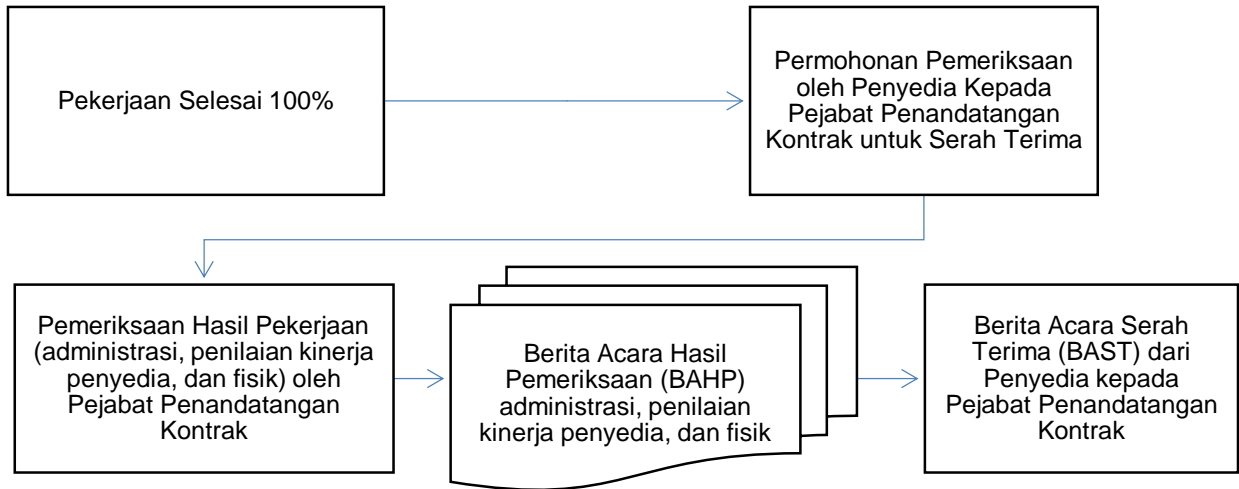 Pekerjaan Selesai 100%
Permohonan Pemeriksaan
oleh Penyedia Kepada
Pejabat Penandatangan
Kontrak untuk Serah Terima
Pemeriksaan Hasil Pekerjaan
(administrasi, penilaian kinerja
penyedia, dan fisik) oleh
Pejabat Penandatangan
Kontrak
Berita Acara Hasil
Pemeriksaan (BAHP)
administrasi, penilaian
kinerja penyedia, dan fisik
Berita Acara Serah
Terima (BAST) dari
Penyedia kepada
Pejabat Penandatangan
Kontrak